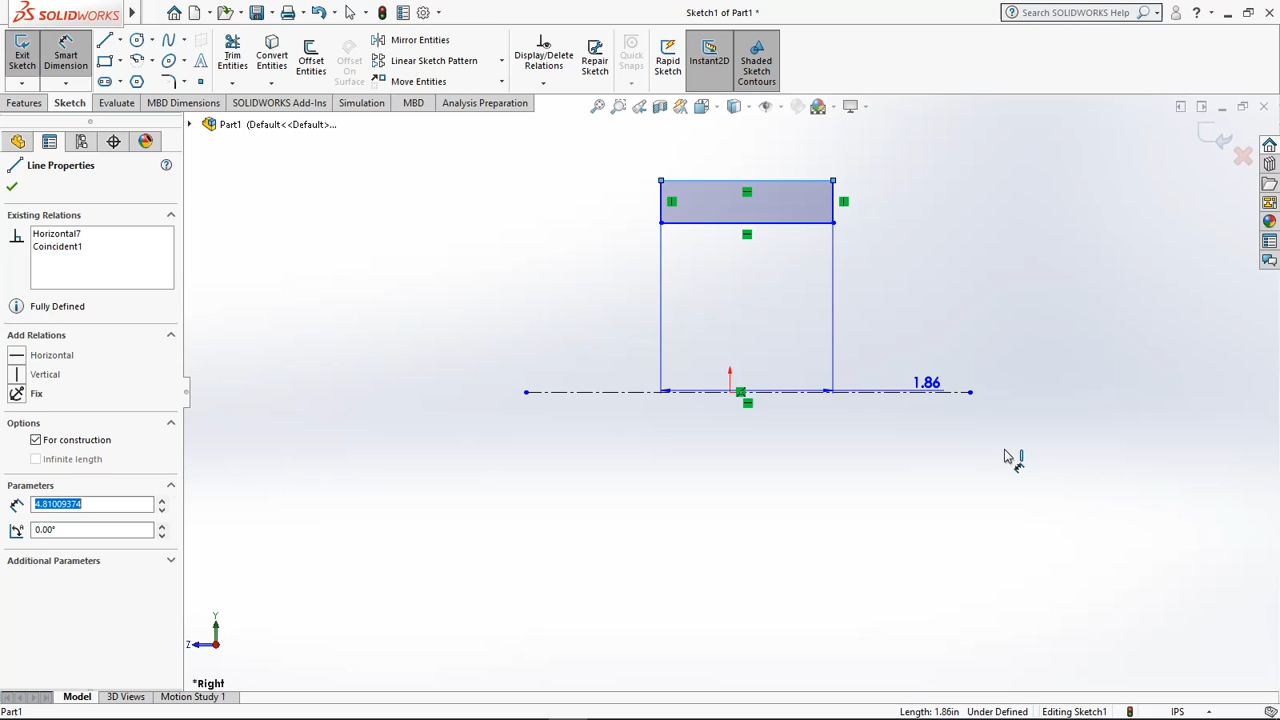 SOLIDWORKS
Sketch1 of Part1 *
Search SOLIDWORKS Help
Exit Sketch
Smart Dimension
Trim Entities
Convert Entities
Offset Entities
Offset On Surface
Mirror Entities
Linear Sketch Pattern
Move Entities
Display/Delete Relations
Repair Sketch
Quick Snaps
Rapid Sketch
Instant2D
Shaded Sketch Contours
Features
Sketch
Evaluate
MBD Dimensions
SOLIDWORKS Add-Ins
Simulation
MBD
Analysis Preparation
Part1 (Default<<Default>...
Line Properties
Existing Relations
Horizontal7
Coincident1
Fully Defined
Add Relations
Horizontal
Vertical
Fix
Options
For construction
Infinite length
Parameters
4.81009374
0.00°
Additional Parameters
1.86
Y
Z
*Right
Model
3D Views
Motion Study 1
Part1
Length: 1.86in
Under Defined
Editing Sketch1
IPS